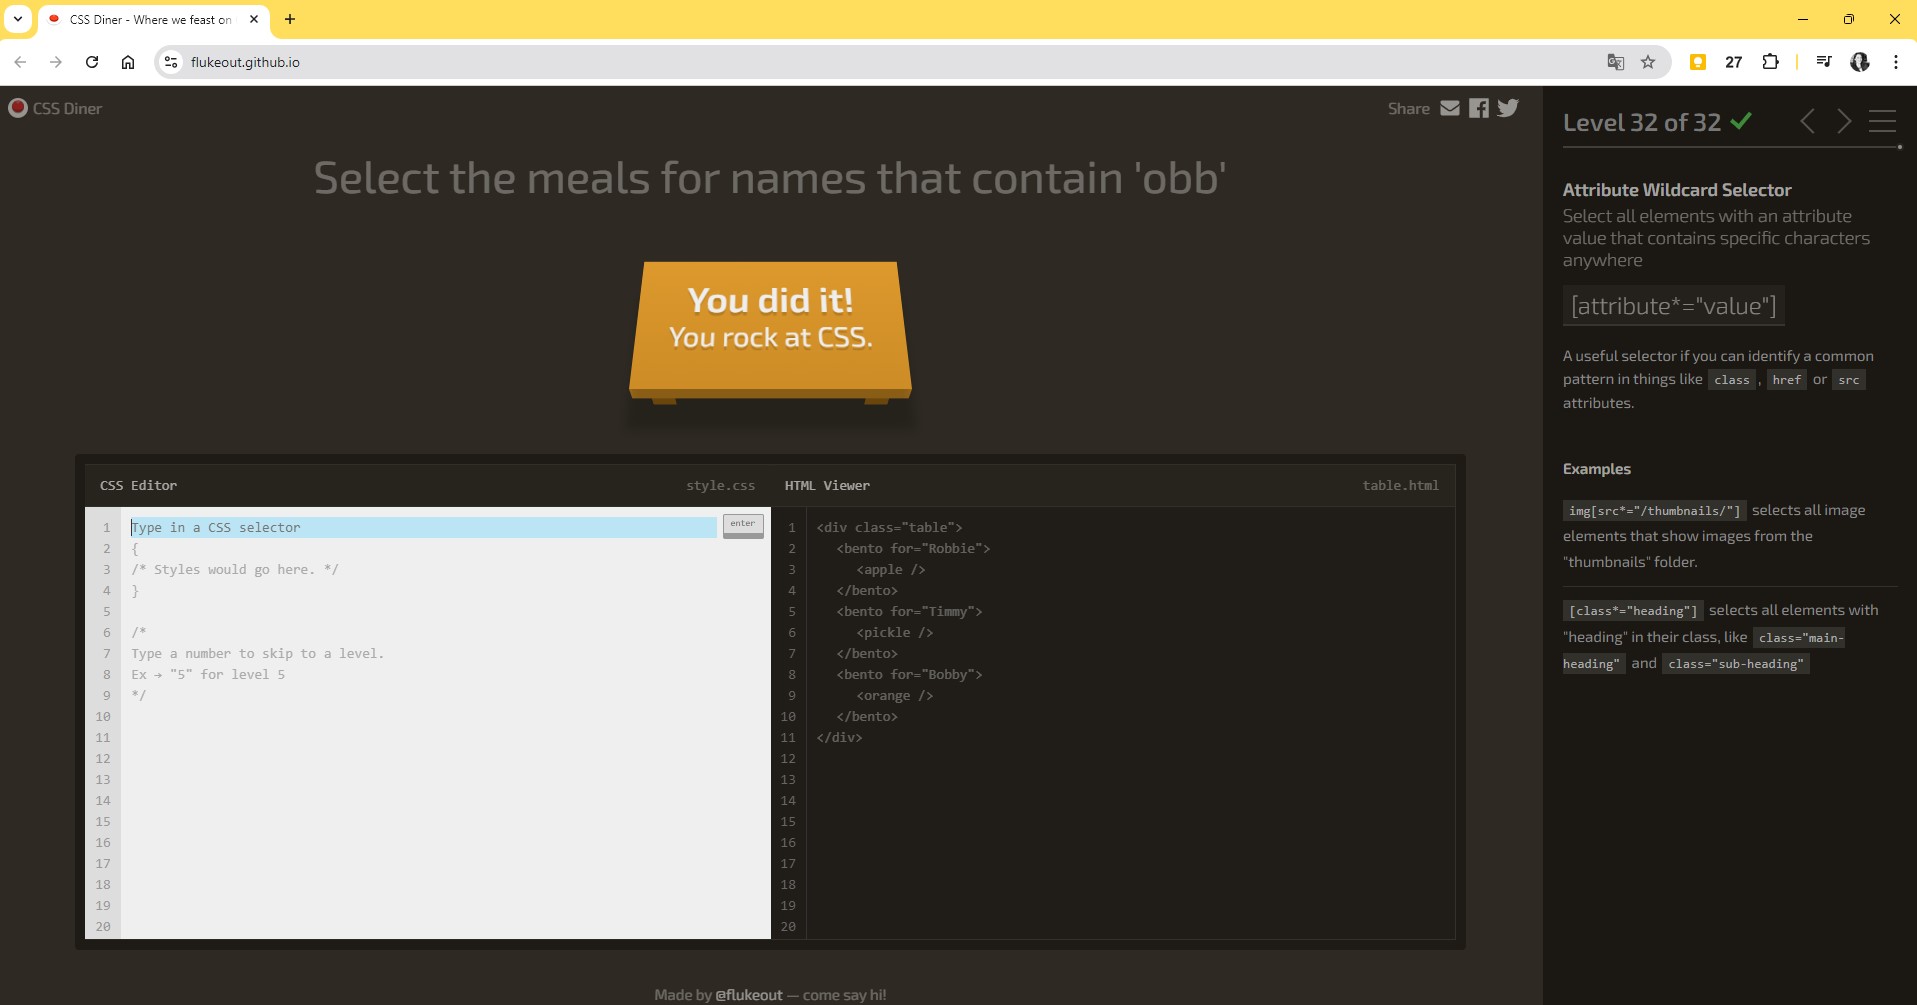 CSS Diner - Where we feast on
flukeout.github.io
27
CSS Diner
Share
Select the meals for names that contain 'obb'
You did it!
You rock at CSS.
CSS Editor
style.css
1 Type in a CSS selector
enter
2 {
3 /* Styles would go here. */
4 }
5
6 /*
7 Type a number to skip to a level.
8 Ex → "5" for level 5
9 */
10
11
12
13
14
15
16
17
18
19
20
HTML Viewer
table.html
1 <div class="table">
2 <bento for="Robbie">
3 <apple />
4 </bento>
5 <bento for="Timmy">
6 <pickle />
7 </bento>
8 <bento for="Bobby">
9 <orange />
10 </bento>
11 </div>
12
13
14
15
16
17
18
19
20
Made by @flukeout — come say hi!
Level 32 of 32
Attribute Wildcard Selector
Select all elements with an attribute
value that contains specific characters
anywhere
[attribute*="value"]
A useful selector if you can identify a common
pattern in things like class , href or src
attributes.
Examples
img[src*="/thumbnails/"] selects all image
elements that show images from the
"thumbnails" folder.
[class*="heading"] selects all elements with
"heading" in their class, like class="main-
heading" and class="sub-heading"